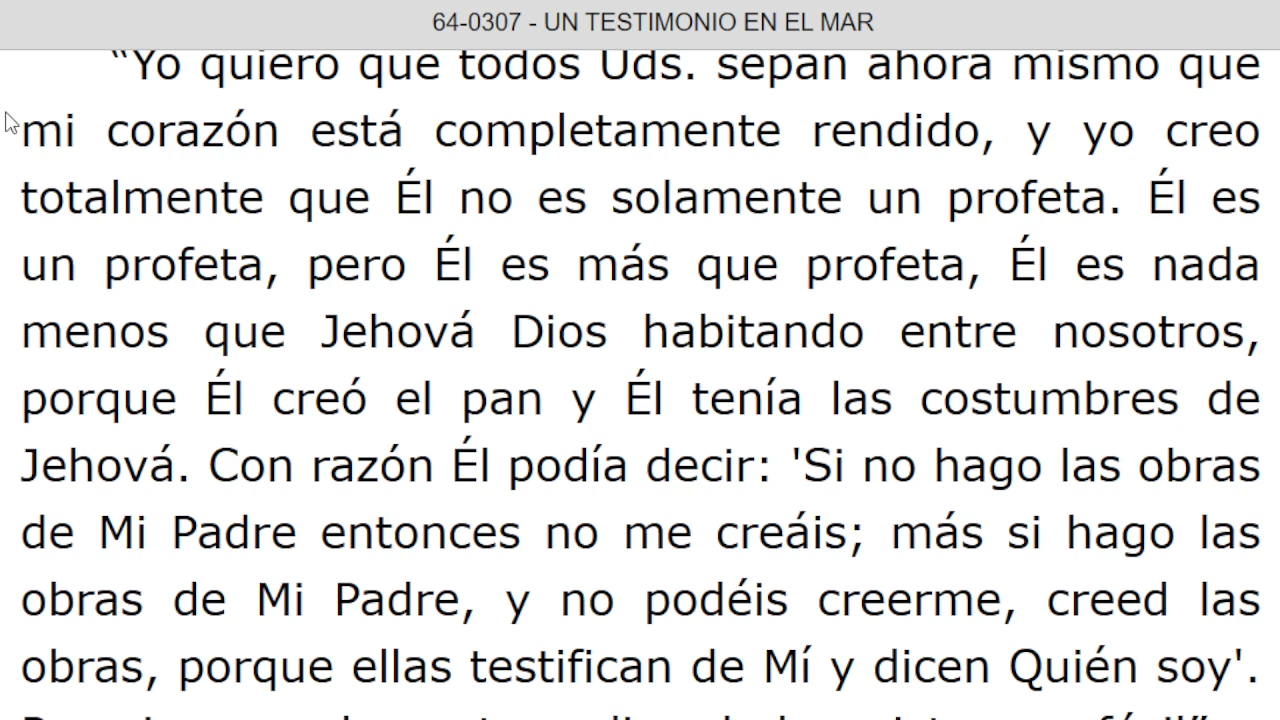 64-0307 - UN TESTIMONIO EN EL MAR
“Yo quiero que todos Uds. sepan ahora mismo que
mi corazón está completamente rendido, y yo creo
totalmente que Él no es solamente un profeta. Él es
un profeta, pero Él es más que profeta, Él es nada
menos que Jehová Dios habitando entre nosotros,
porque Él creó el pan y Él tenía las costumbres de
Jehová. Con razón Él podía decir: 'Si no hago las obras
de Mi Padre entonces no me creáis; más si hago las
obras de Mi Padre, y no podéis creerme, creed las
obras, porque ellas testifican de Mí y dicen Quién soy'.